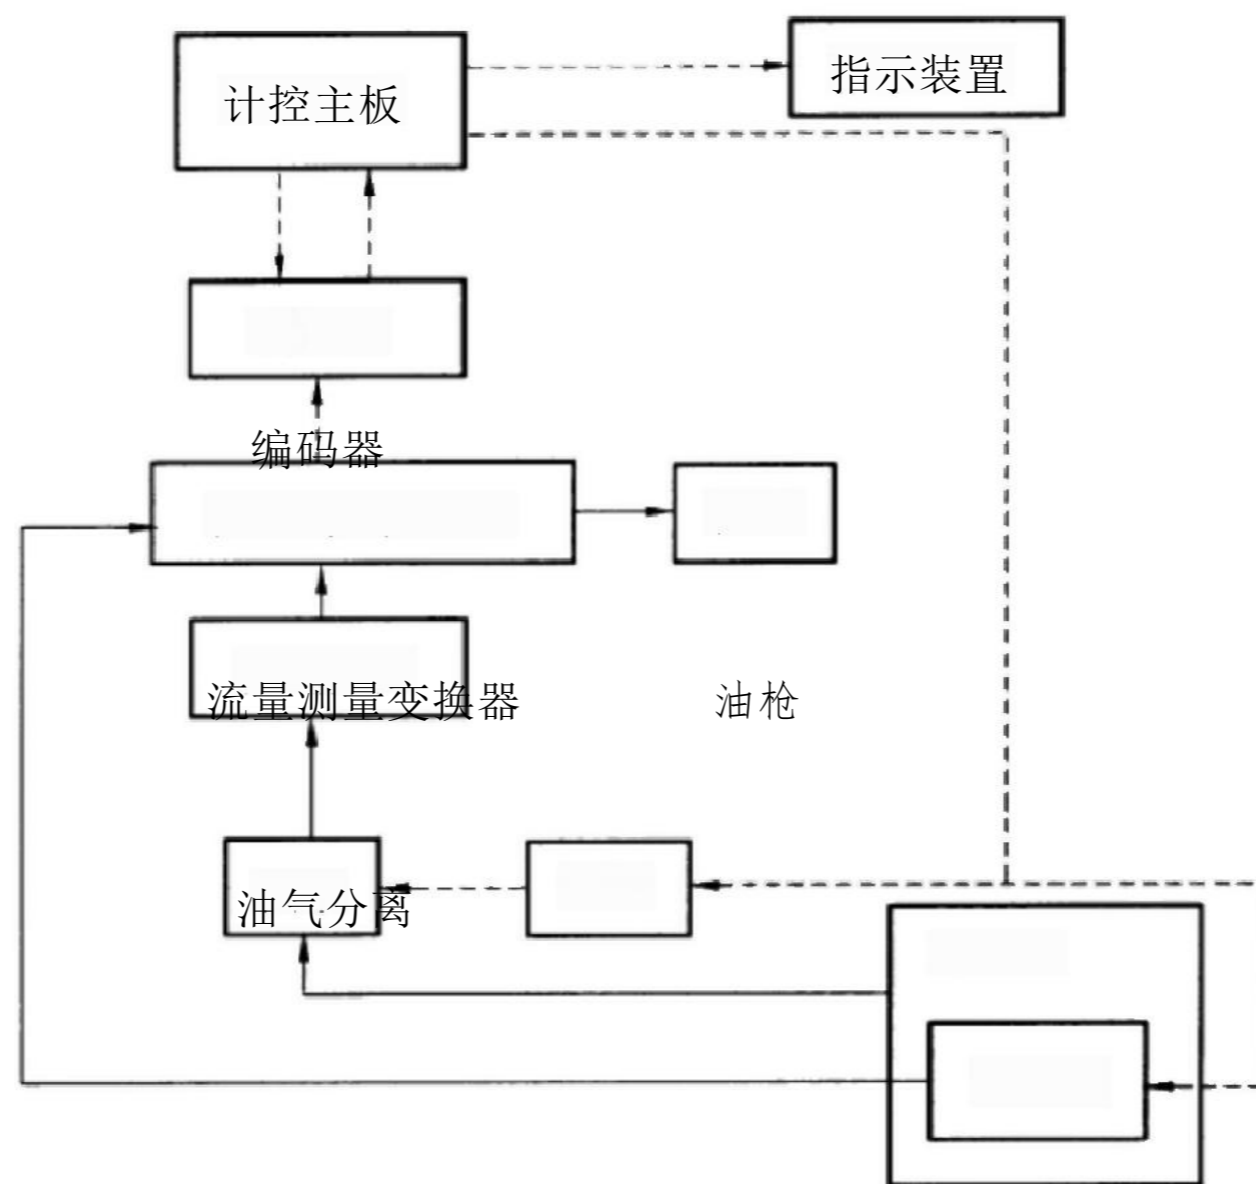 指示装置
计控主板
编码器
流量测量变换器
油枪
油气分离